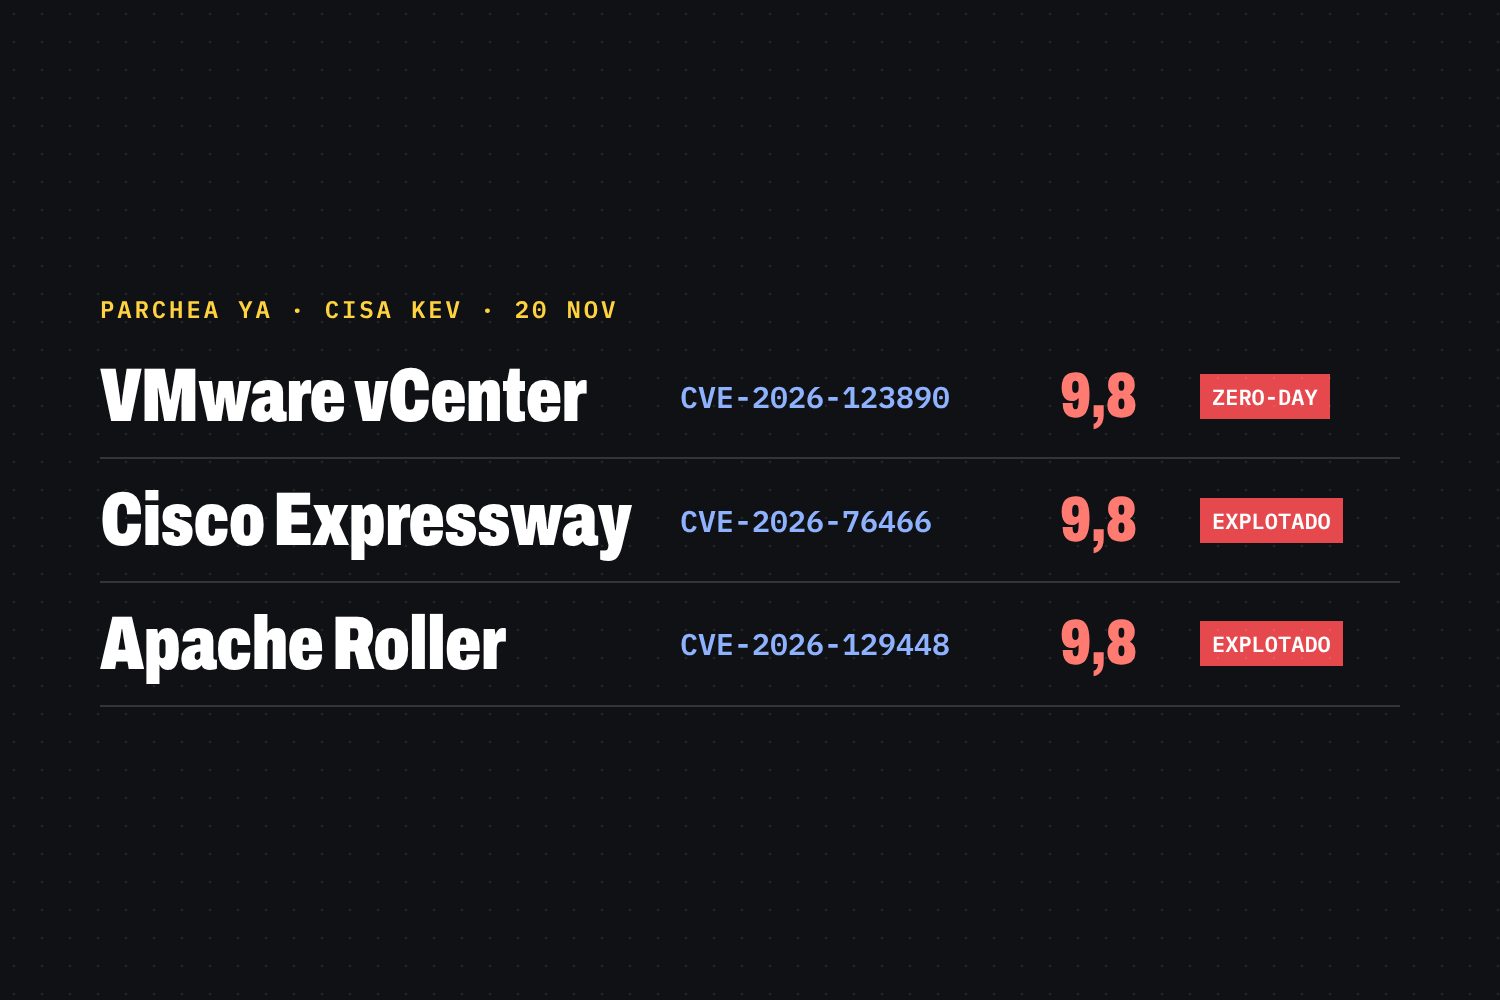 PARCHEA YA · CISA KEV · 20 NOV
VMware vCenter CVE-2026-123890 9,8 ZERO-DAY
Cisco Expressway CVE-2026-76466 9,8 EXPLOTADO
Apache Roller CVE-2026-129448 9,8 EXPLOTADO